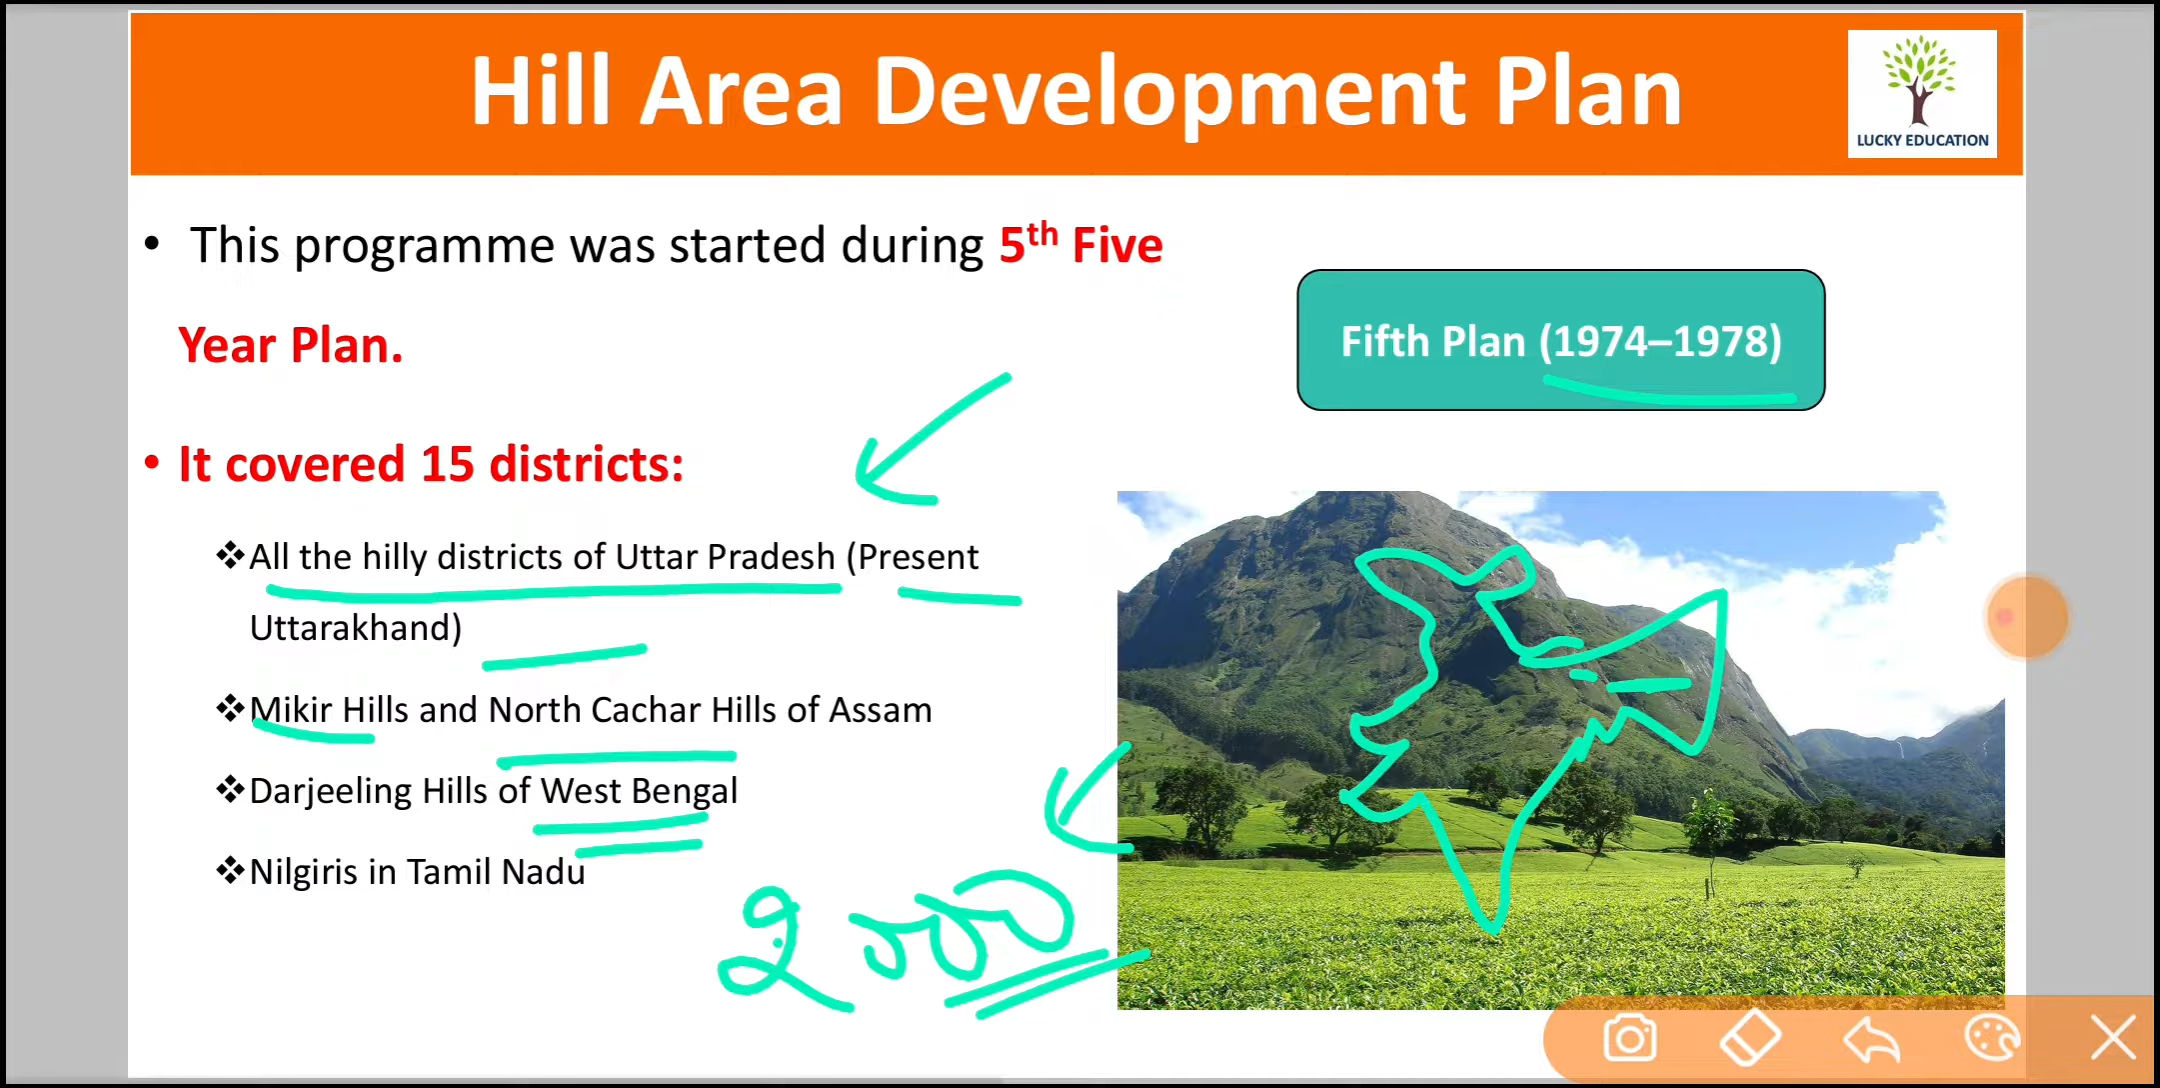 Hill Area Development Plan
LUCKY EDUCATION
• This programme was started during 5th Five
Year Plan.
Fifth Plan (1974–1978)
• It covered 15 districts:
❖All the hilly districts of Uttar Pradesh (Present
Uttarakhand)
❖Mikir Hills and North Cachar Hills of Assam
❖Darjeeling Hills of West Bengal
❖Nilgiris in Tamil Nadu
2000